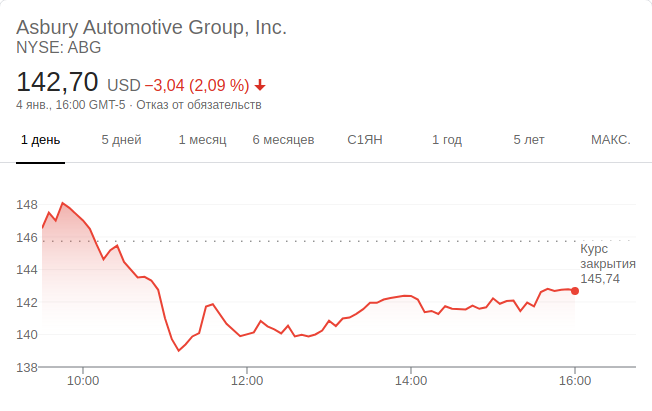 Asbury Automotive Group, Inc.
NYSE: ABG
142,70 USD −3,04 (2,09 %)
4 янв., 16:00 GMT-5 · Отказ от обязательств
1 день 5 дней 1 месяц 6 месяцев С1ЯН 1 год 5 лет МАКС.
148
146
Курс
закрытия
145,74
144
142
140
138
10:00 12:00 14:00 16:00